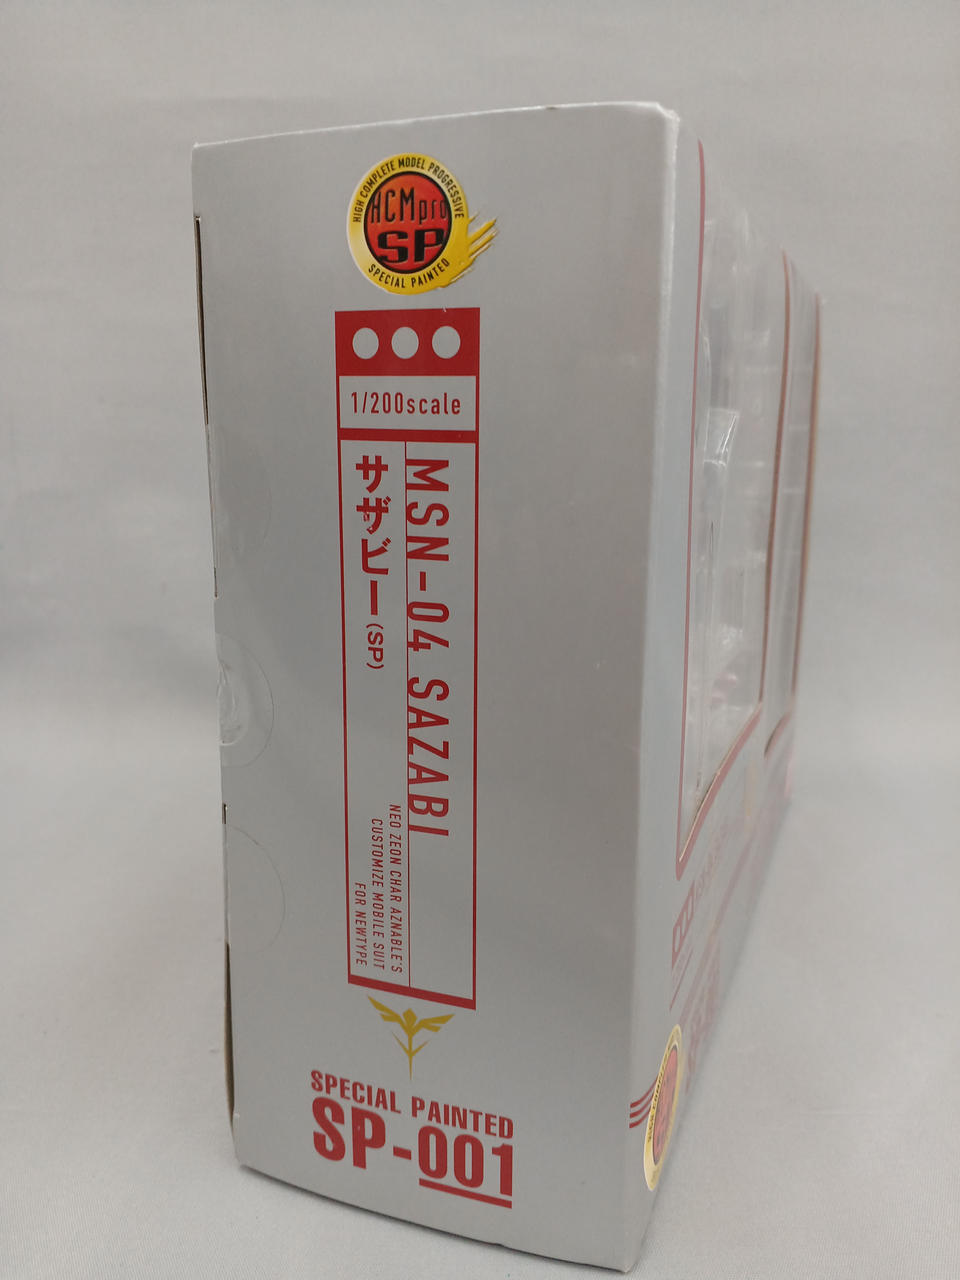 HIGH COMPLETE MODEL PROGRESSIVE
HCMpro
SP
SPECIAL PAINTED
1/200scale
MSN-04 SAZABI
サザビー(SP)
NEO ZEON CHAR AZNABLE'S
CUSTOMIZE MOBILE SUIT
FOR NEWTYPE
SPECIAL PAINTED
SP-001